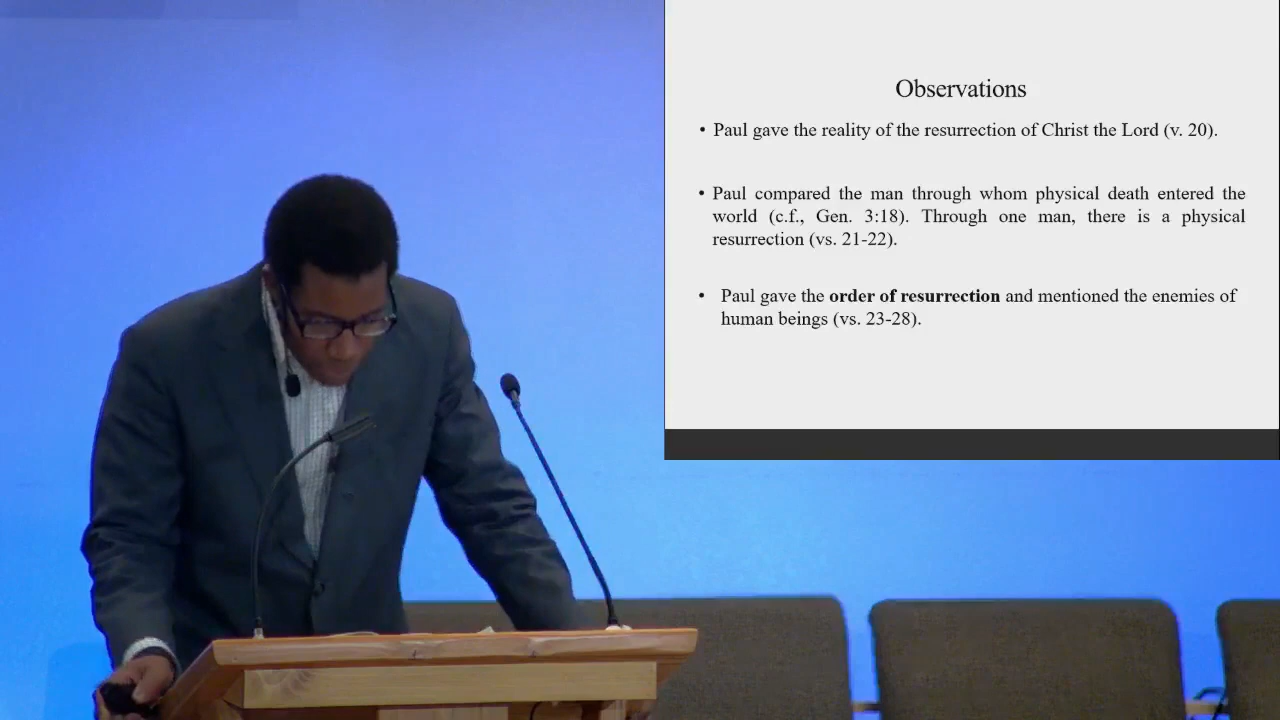 Observations
• Paul gave the reality of the resurrection of Christ the Lord (v. 20).
• Paul compared the man through whom physical death entered the
world (c.f., Gen. 3:18). Through one man, there is a physical
resurrection (vs. 21-22).
• Paul gave the order of resurrection and mentioned the enemies of
human beings (vs. 23-28).